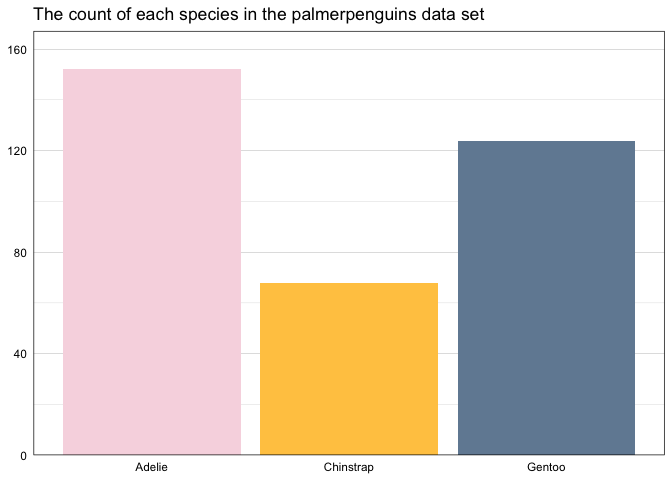 The count of each species in the palmerpenguins data set
160
120
80
40
0
Adelie Chinstrap Gentoo